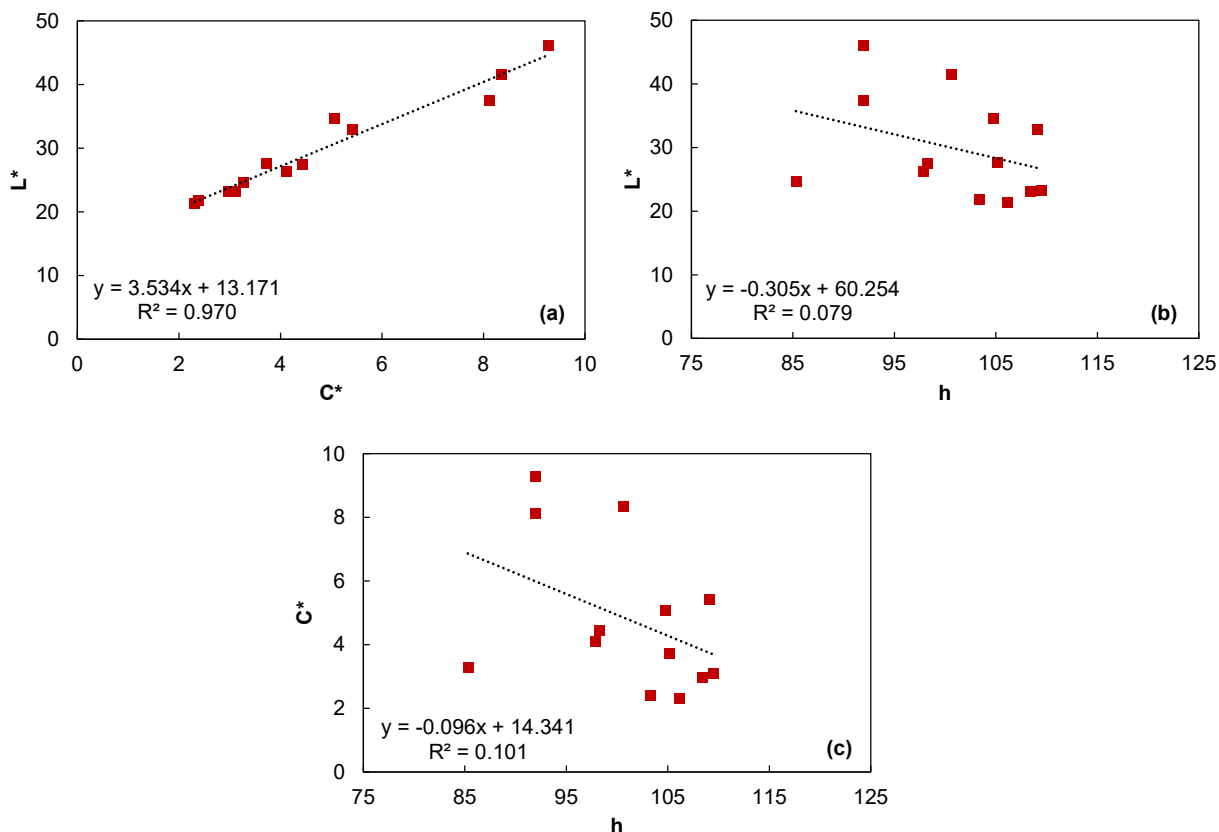 50
40
30
20
10
0
L*
y = 3.534x + 13.171
R² = 0.970
(a)
0 2 4 6 8 10
C*
50
40
30
20
10
0
L*
y = -0.305x + 60.254
R² = 0.079
(b)
75 85 95 105 115 125
h
10
8
6
4
2
0
C*
y = -0.096x + 14.341
R² = 0.101
(c)
75 85 95 105 115 125
h